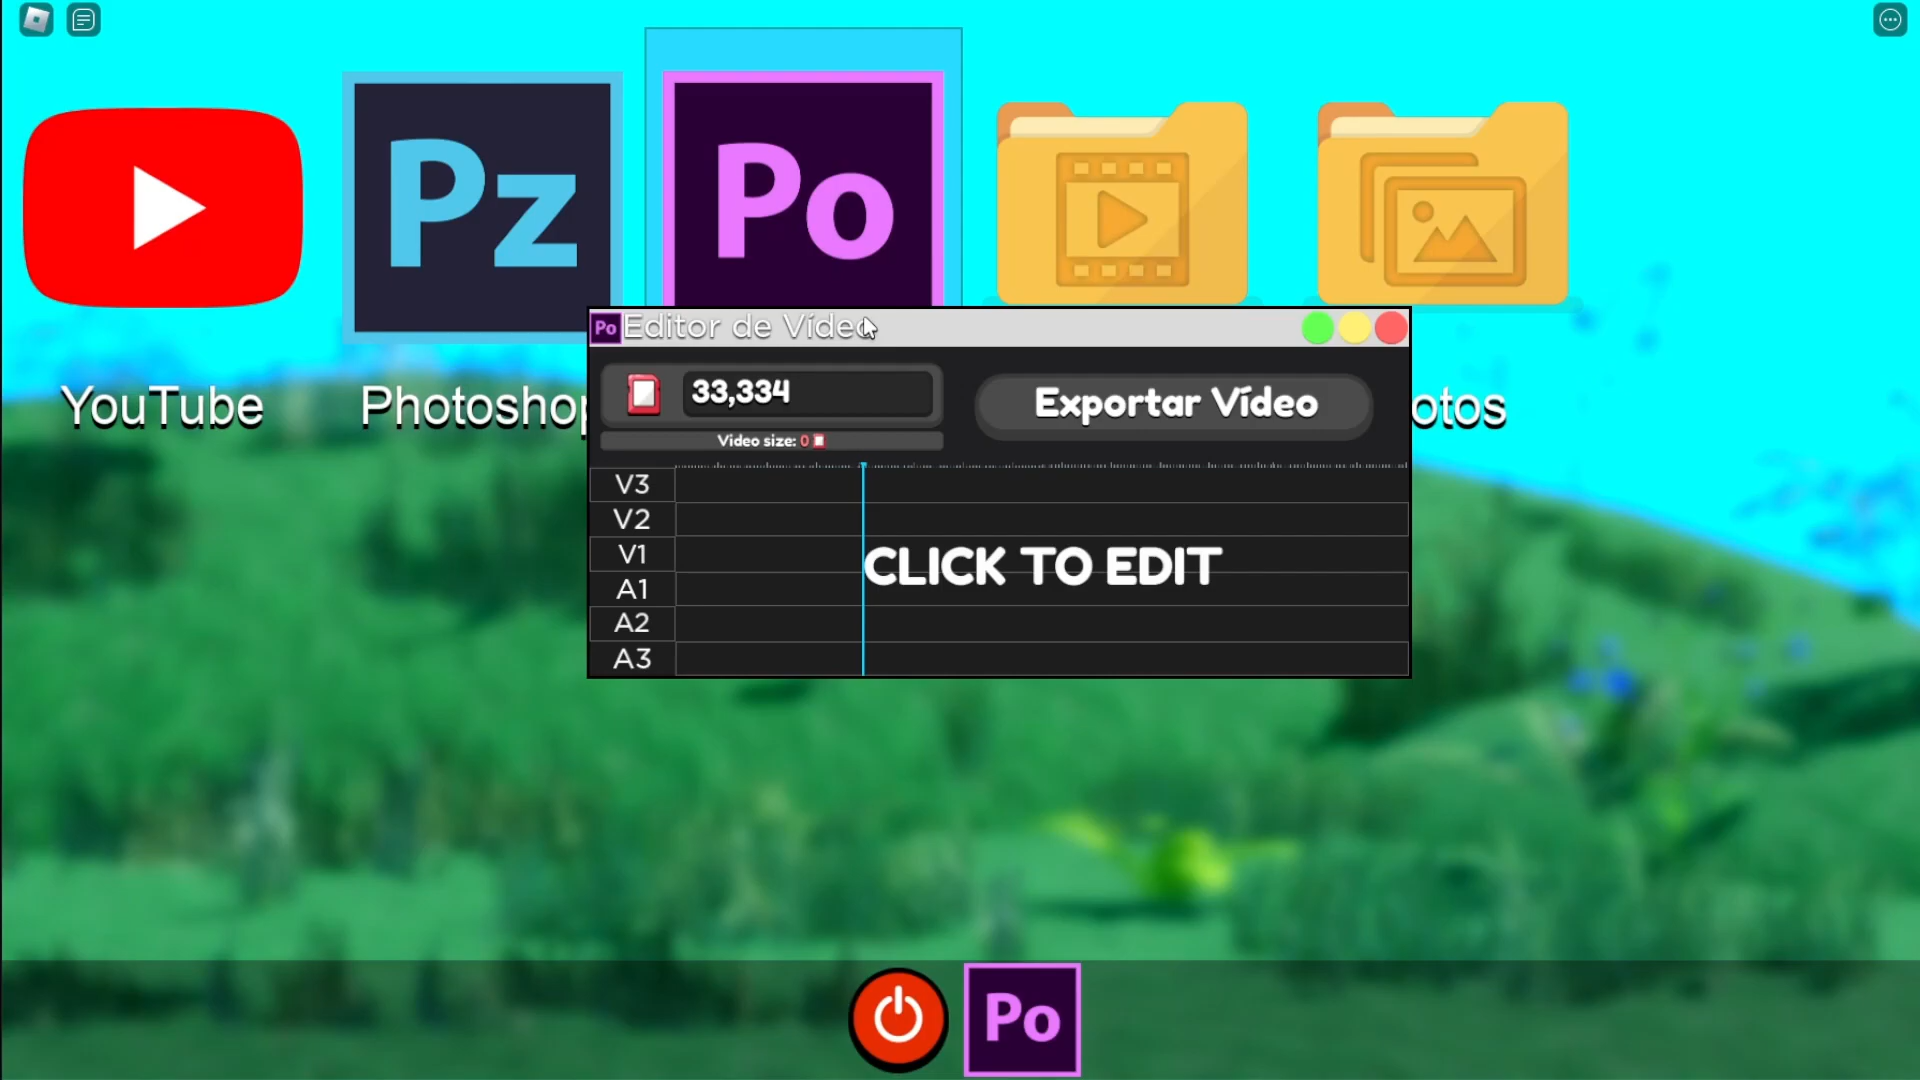 Pz
Po
Po
Editor de Vídeo
33,334
Exportar Vídeo
Video size: 0
YouTube
Photoshop
otos
V3
V2
V1
CLICK TO EDIT
A1
A2
A3
Po